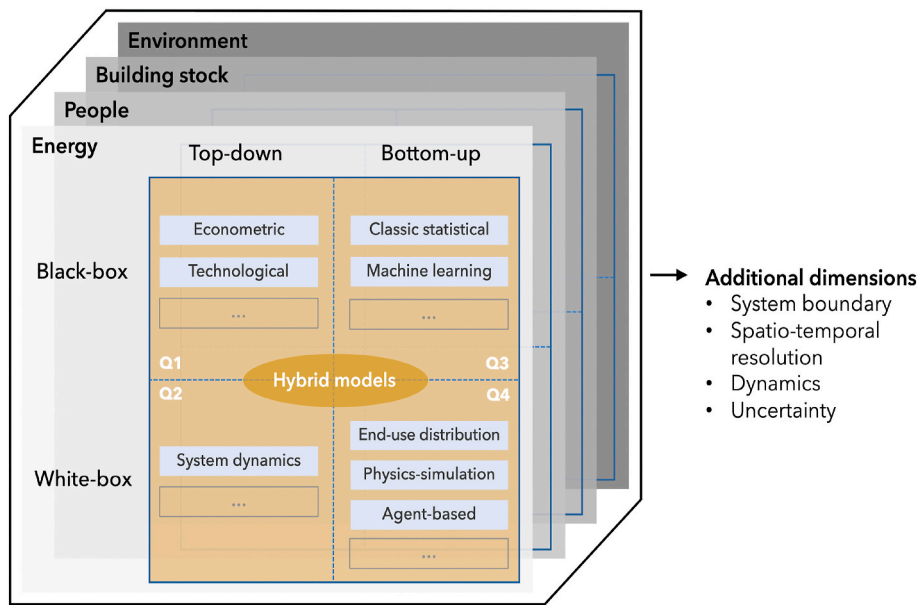 Environment
Building stock
People
Energy
Top-down
Bottom-up
Black-box
Econometric
Technological
...
Classic statistical
Machine learning
...
Q1
Q3
Hybrid models
Q2
Q4
White-box
System dynamics
...
End-use distribution
Physics-simulation
Agent-based
...
Additional dimensions
• System boundary
• Spatio-temporal
resolution
• Dynamics
• Uncertainty